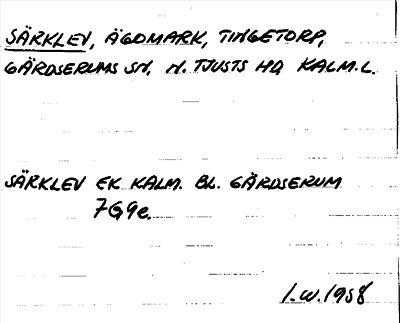 SÄRKLEV, ÄGOMARK, TINGETORP,
GÄRDSERUMS SN, N. TJUSTS HD KALM.L.
SÄRKLEV EK KALM. BL. GÄRDSERUM
7G9e.
I.W.1958